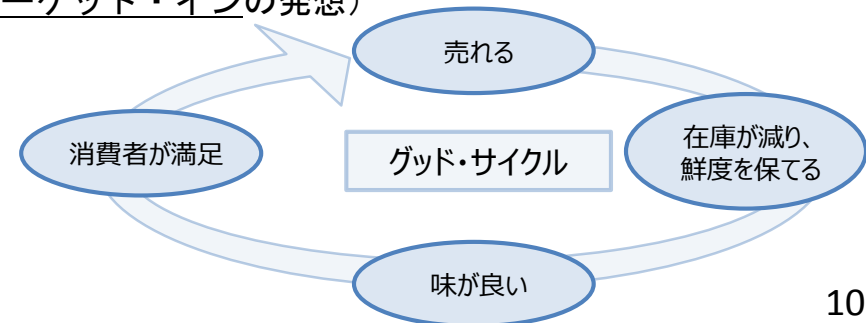 ーケット・インの発想）
売れる
消費者が満足
グッド・サイクル
在庫が減り、
鮮度を保てる
味が良い
10